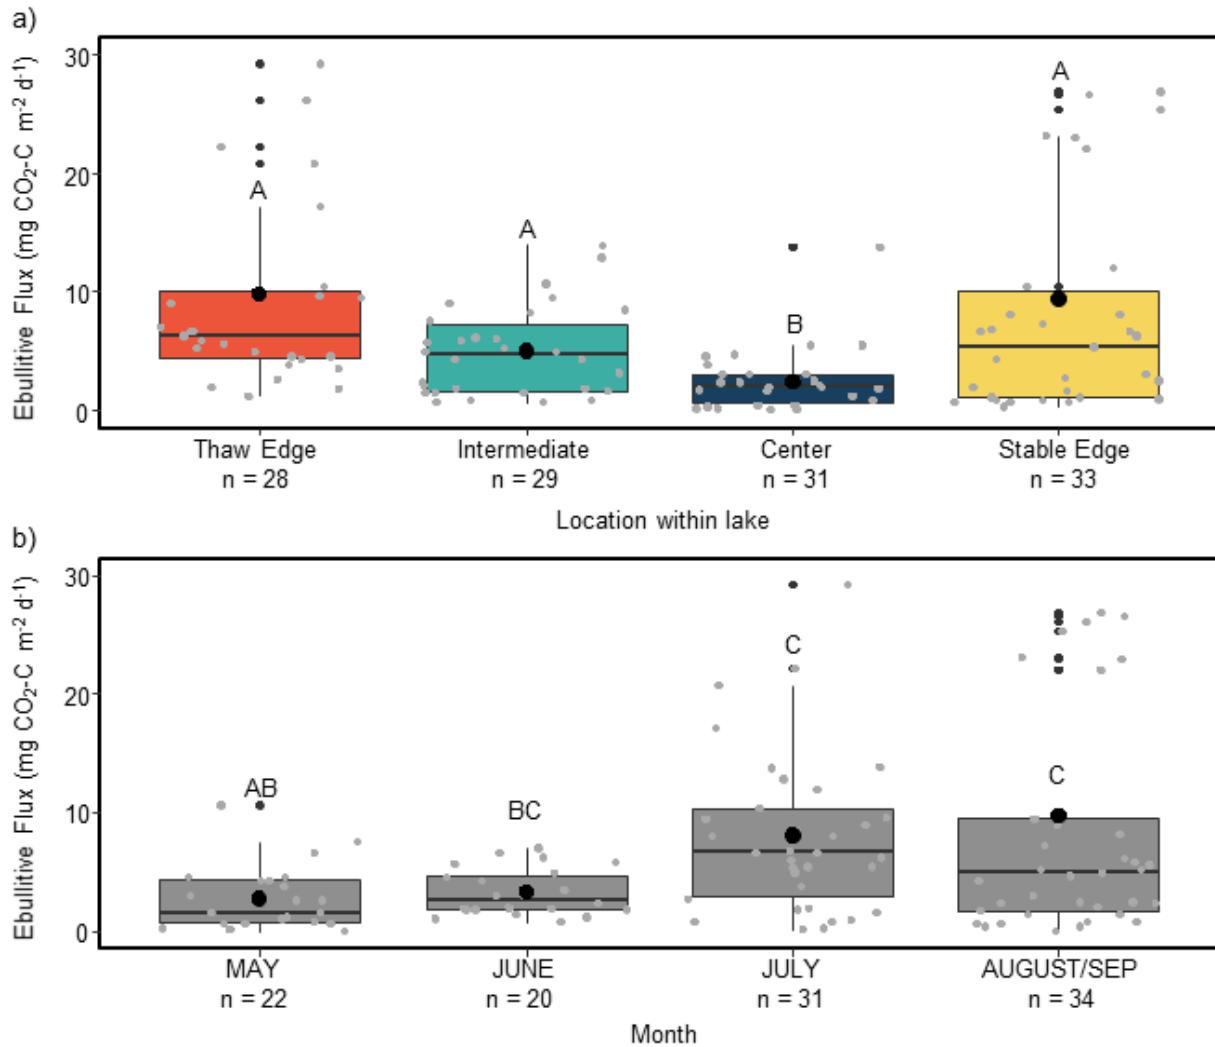 a)
Ebullitive Flux (mg CO₂-C m⁻² d⁻¹)
30
20
10
0
A
A
B
A
Thaw Edge
n = 28
Intermediate
n = 29
Center
n = 31
Stable Edge
n = 33
Location within lake
b)
Ebullitive Flux (mg CO₂-C m⁻² d⁻¹)
30
20
10
0
AB
BC
C
C
MAY
n = 22
JUNE
n = 20
JULY
n = 31
AUGUST/SEP
n = 34
Month